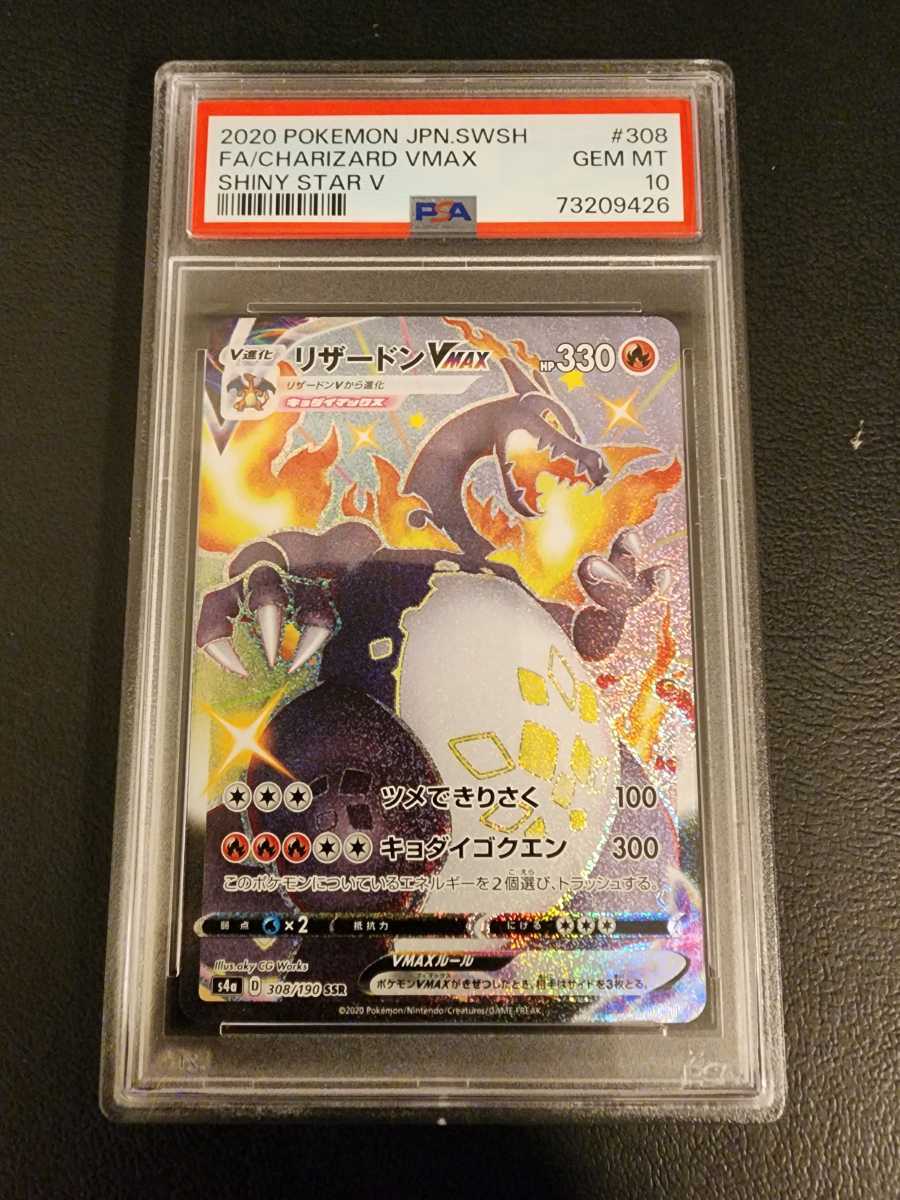 2020 POKEMON JPN.SWSH #308
FA/CHARIZARD VMAX GEM MT
SHINY STAR V 10
PSA 73209426
V進化 リザードンVMAX HP330
リザードンVから進化
キョダイマックス
ツメできりさく 100
キョダイゴクエン 300
このポケモンについているエネルギーを2個選び、トラッシュする。
弱点 ×2 抵抗力 にげる
Illus.aky CG Works
VMAXルール
s4a D 308/190 SSR ポケモンVMAXがきぜつしたとき、相手はサイドを3枚とる。
©2020 Pokémon/Nintendo/Creatures/GAME FREAK.